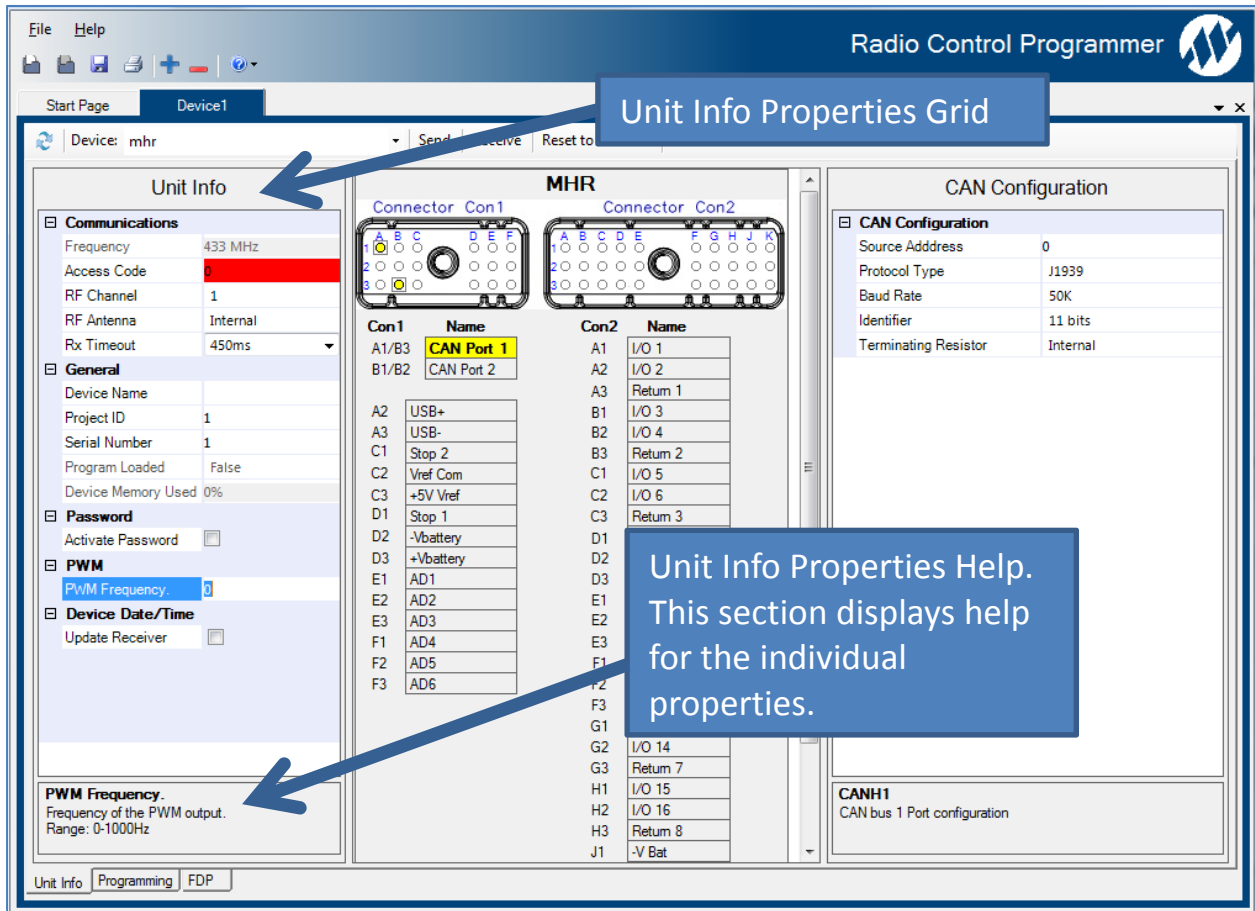 File Help
Radio Control Programmer
Unit Info Properties Grid
Start Page Device1
Device: mhr Send Reset to
Unit Info
Communications
Frequency 433 MHz
Access Code 0
RF Channel 1
RF Antenna Internal
Rx Timeout 450ms
General
Device Name
Project ID 1
Serial Number 1
Program Loaded False
Device Memory Used 0%
Password
Activate Password
PWM
PWM Frequency. 0
Device Date/Time
Update Receiver
PWM Frequency.
Frequency of the PWM output.
Range: 0-1000Hz
MHR
Connector Con1 Connector Con2
A B C D E F A B C D E F G H J K
1 1
2 2
3 3
Con1 Name
A1/B3 CAN Port 1
B1/B2 CAN Port 2
A2 USB+
A3 USB-
C1 Stop 2
C2 Vref Com
C3 +5V Vref
D1 Stop 1
D2 -Vbattery
D3 +Vbattery
E1 AD1
E2 AD2
E3 AD3
F1 AD4
F2 AD5
F3 AD6
Con2 Name
A1 I/O 1
A2 I/O 2
A3 Return 1
B1 I/O 3
B2 I/O 4
B3 Return 2
C1 I/O 5
C2 I/O 6
C3 Return 3
D1
D2
D3
E1
E2
E3
F1
F2
F3
G1
G2 I/O 14
G3 Return 7
H1 I/O 15
H2 I/O 16
H3 Return 8
J1 -V Bat
Unit Info Properties Help.
This section displays help
for the individual
properties.
CAN Configuration
CAN Configuration
Source Adddress 0
Protocol Type J1939
Baud Rate 50K
Identifier 11 bits
Terminating Resistor Internal
CANH1
CAN bus 1 Port configuration
Unit Info Programming FDP